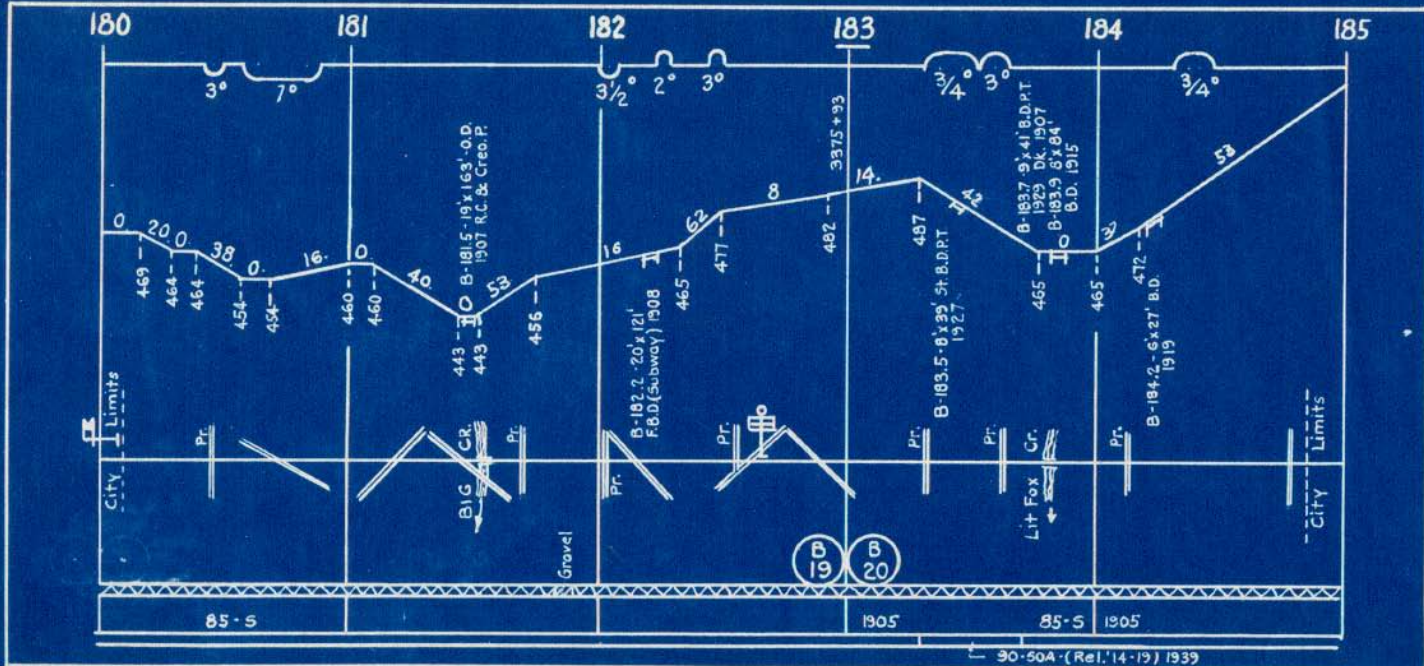 180 181 182 183 184 185
3° 7° 3½° 2° 3° ¾° 3° ¾°
0 20 0 38 0 16 0 40 0 53 16 62 8 14 42 0 53
469
464
464
454
454
460
460
443
443
456
465
477
482
487
465
465
472
3375+93
B-181.5-19'x163'-O.D.
1907 R.C. & Creo. P.
B-182.2-20'x121'
F.B.D (Subway) 1908
B-183.5-8'x39' St. B.D.P.T
1927
B-183.7-9'x41' B.D.P.T
1929 Dk. 1907
B-183.9 8'x84'
B.D. 1915
B-184.2-6'x27' B.D.
1919
City Limits
Pr.
BIG CR.
Pr.
Pr.
Pr.
Pr.
Pr.
Lit Fox Cr.
Pr.
City Limits
Gravel
B 19
B 20
85-S 1905 85-S 1905
90-50A-(Rel.'14-19) 1939